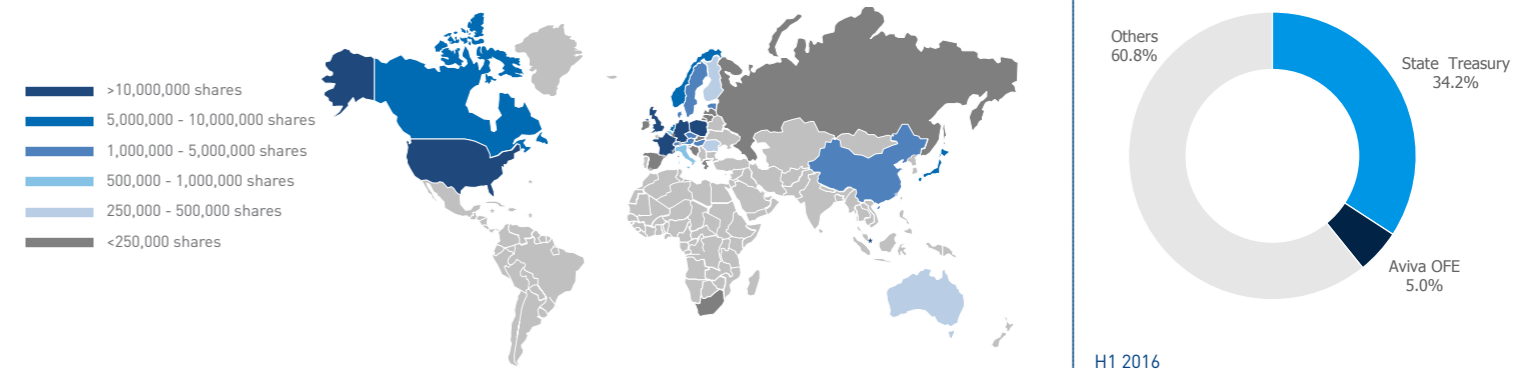 >10,000,000 shares
5,000,000 - 10,000,000 shares
1,000,000 - 5,000,000 shares
500,000 - 1,000,000 shares
250,000 - 500,000 shares
<250,000 shares
Others
60.8%
State Treasury
34.2%
Aviva OFE
5.0%
H1 2016